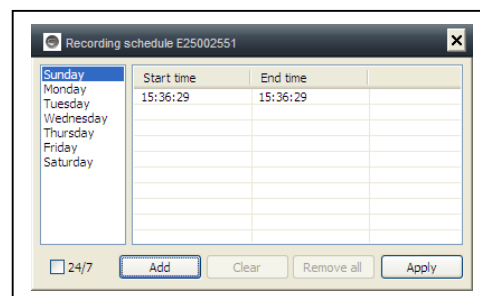 Recording schedule E25002551
Sunday
Monday
Tuesday
Wednesday
Thursday
Friday
Saturday
Start time End time
15:36:29 15:36:29
24/7 Add Clear Remove all Apply